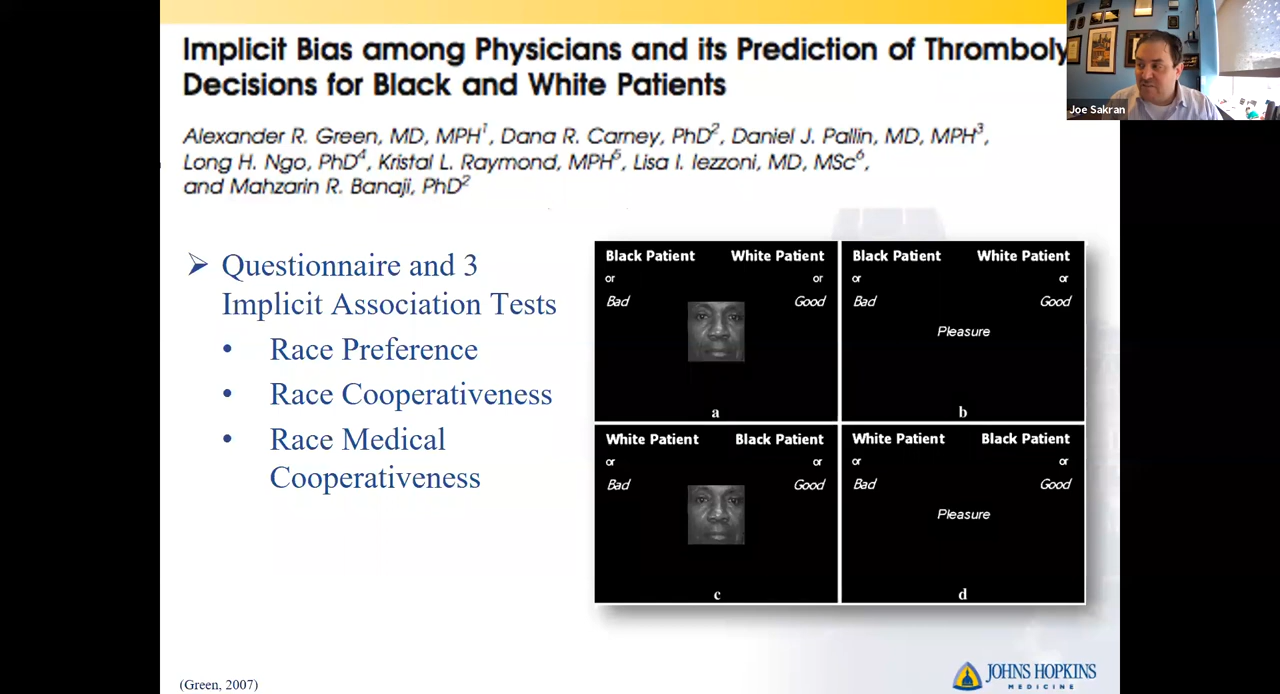 Implicit Bias among Physicians and its Prediction of
Decisions for Black and White Patients
Alexander R. Green, MD, MPH¹, Dana R. Carney, PhD², Daniel J. Pallin, MD, MPH³,
Long H. Ngo, PhD⁴, Kristal L. Raymond, MPH⁵, Lisa I. Iezzoni, MD, MSc⁶,
and Mahzarin R. Banaji, PhD²
Joe Sakran
➢ Questionnaire and 3
Implicit Association Tests
• Race Preference
• Race Cooperativeness
• Race Medical
Cooperativeness
Black Patient White Patient
or or
Bad Good
a
Black Patient White Patient
or or
Bad Good
Pleasure
b
White Patient Black Patient
or or
Bad Good
c
White Patient Black Patient
or or
Bad Good
Pleasure
d
(Green, 2007)
JOHNS HOPKINS
MEDICINE